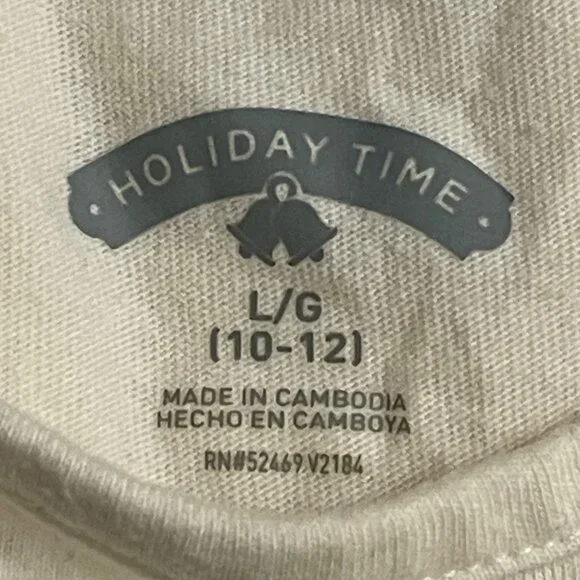 HOLIDAY TIME
L/G
(10-12)
MADE IN CAMBODIA
HECHO EN CAMBOYA
RN#52469 V2184